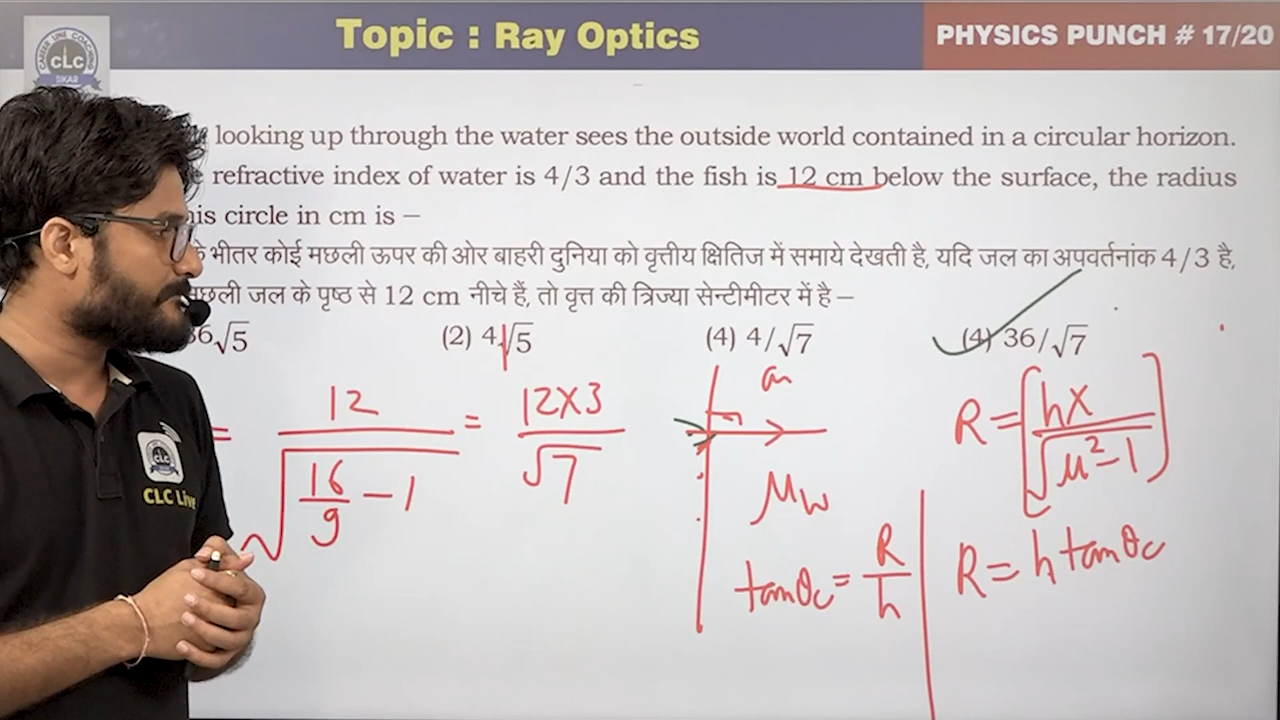 Topic : Ray Optics
PHYSICS PUNCH # 17/20
CAREER LINE COACHING
CLC
SIKAR
looking up through the water sees the outside world contained in a circular horizon.
refractive index of water is 4/3 and the fish is 12 cm below the surface, the radius
is circle in cm is –
भीतर कोई मछली ऊपर की ओर बाहरी दुनिया को वृत्तीय क्षितिज में समाये देखती है, यदि जल का अपवर्तनांक 4/3 है,
मछली जल के पृष्ठ से 12 cm नीचे हैं, तो वृत्त की त्रिज्या सेन्टीमीटर में है –
36√5
(2) 4√5
(4) 4/√7
(4) 36/√7
= 12 / √(16/9 − 1) = 12×3 / √7
a
μw
tanθc = R/h
R = [hx / √(μ²−1)]
R = h tanθc
CLC
CLC Live